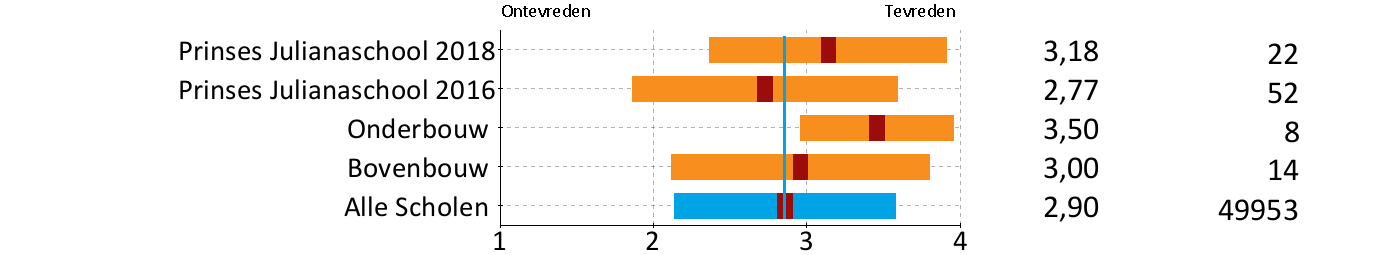 Ontevreden Tevreden
Prinses Julianaschool 2018 3,18 22
Prinses Julianaschool 2016 2,77 52
Onderbouw 3,50 8
Bovenbouw 3,00 14
Alle Scholen 2,90 49953
1 2 3 4